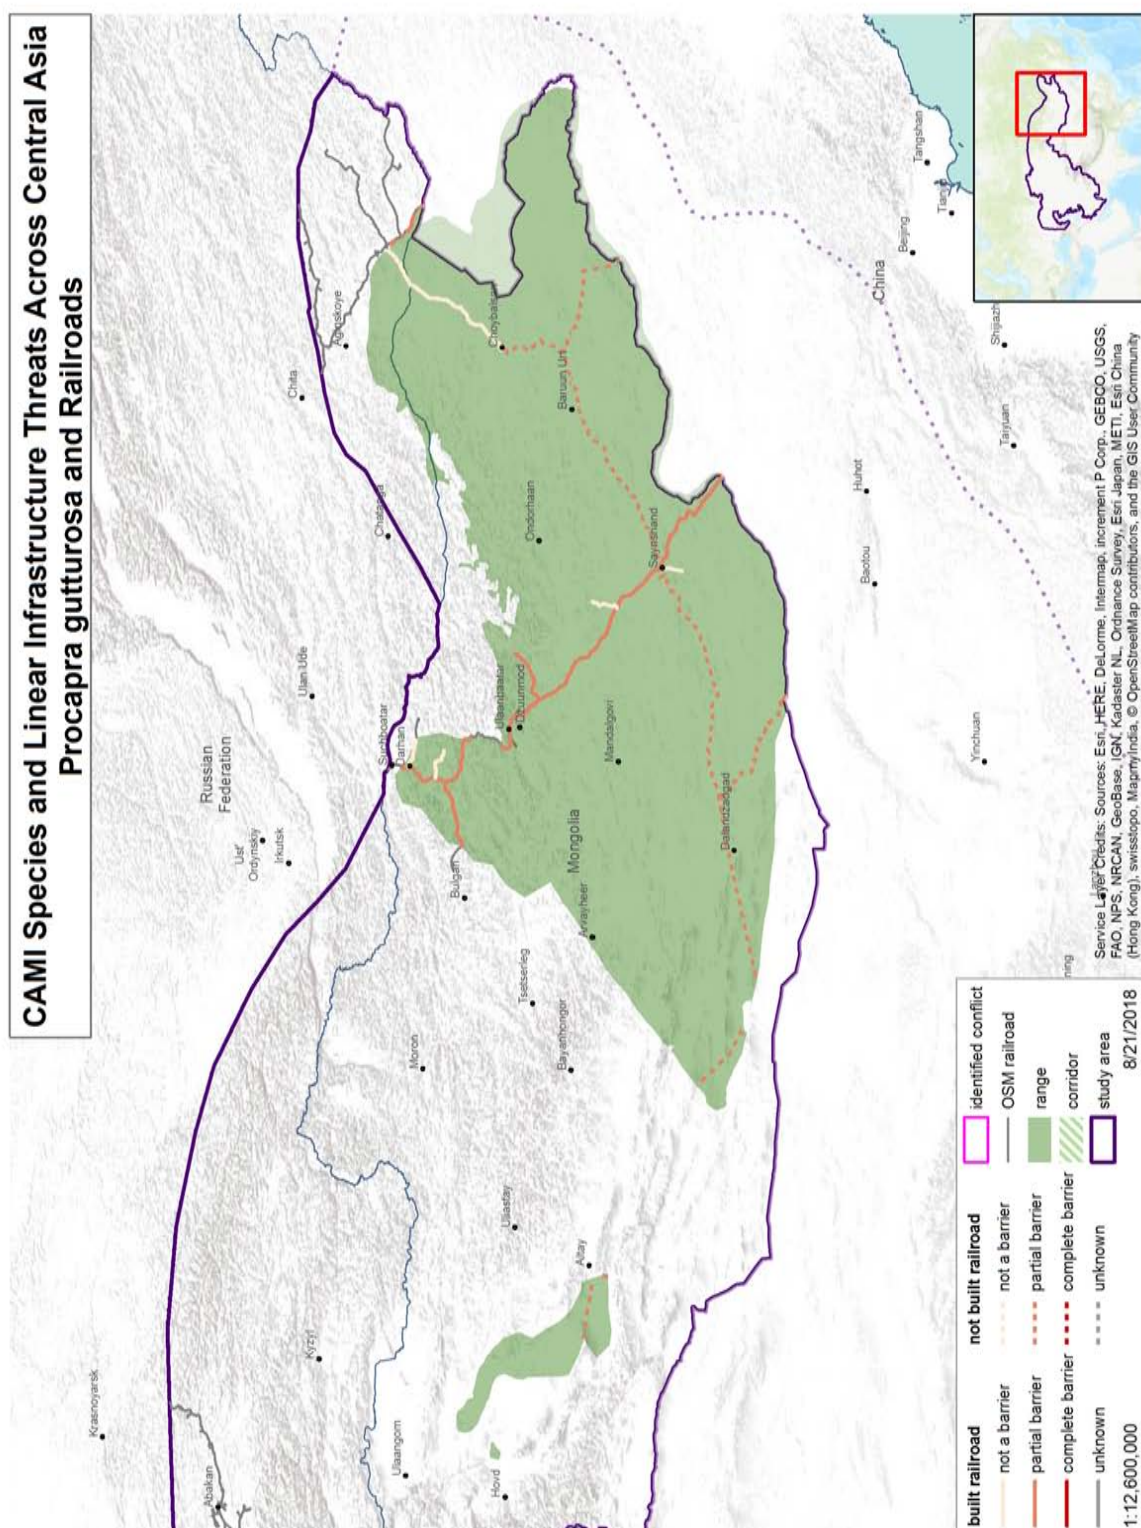 CAMI Species and Linear Infrastructure Threats Across Central Asia
Procapra gutturosa and Railroads
Krasnoyarsk
Abakan
Kyzyl
Ulaangom
Hovd
Altay
Uliastay
Moron
Tsetserleg
Bayanhongor
Arvayheer
Bulgan
Mongolia
Ust'
Ordynskiy
Irkutsk
Russian
Federation
Ulan Ude
Suchboatar
Darhan
Ulaanbaatar
Dzuunmod
Mandalgovi
Dalandzadgad
Saynshand
Ondorhaan
Baruun Urt
Choybalsan
Chita
Aginskoye
Yinchuan
Baotou
Huhot
Taiyuan
Shijiazh
China
Beijing
Tangshan
Tianji
ning
built railroad
not a barrier
partial barrier
complete barrier
unknown
not built railroad
not a barrier
partial barrier
complete barrier
unknown
identified conflict
OSM railroad
range
corridor
study area
1:12,600,000
8/21/2018
Service Layer Credits: Sources: Esri, HERE, DeLorme, Intermap, increment P Corp., GEBCO, USGS,
FAO, NPS, NRCAN, GeoBase, IGN, Kadaster NL, Ordnance Survey, Esri Japan, METI, Esri China
(Hong Kong), swisstopo, MapmyIndia, © OpenStreetMap contributors, and the GIS User Community